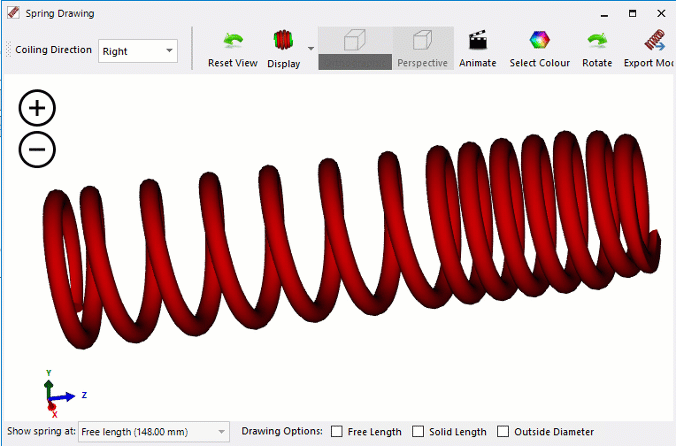 Spring Drawing
Coiling Direction Right Reset View Display Perspective Animate Select Colour Rotate Export Mo
Y
Z
X
Show spring at: Free length (148.00 mm) Drawing Options: Free Length Solid Length Outside Diameter